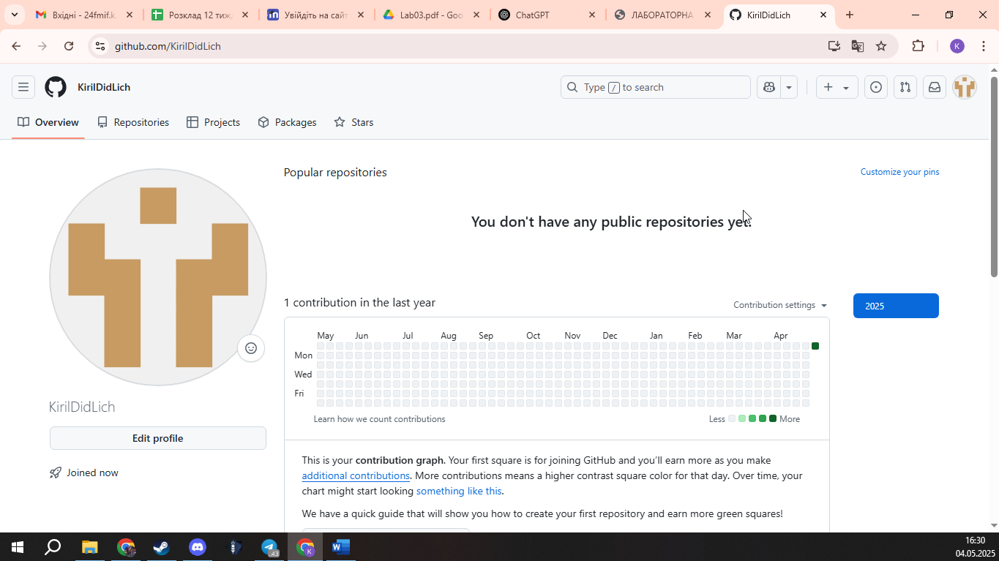 Вхідні - 24fmif.k.
Розклад 12 тиж
Увійдіть на сайт
Lab03.pdf - Goo
ChatGPT
ЛАБОРАТОРНА
KirilDidLich
github.com/KirilDidLich
K
KirilDidLich
Type / to search
Overview
Repositories
Projects
Packages
Stars
Popular repositories
Customize your pins
You don't have any public repositories yet.
1 contribution in the last year
Contribution settings
2025
May Jun Jul Aug Sep Oct Nov Dec Jan Feb Mar Apr
Mon
Wed
Fri
Learn how we count contributions
Less
More
KirilDidLich
Edit profile
Joined now
This is your contribution graph. Your first square is for joining GitHub and you'll earn more as you make
additional contributions. More contributions means a higher contrast square color for that day. Over time, your
chart might start looking something like this.
We have a quick guide that will show you how to create your first repository and earn more green squares!
43
K
W
16:30
04.05.2025